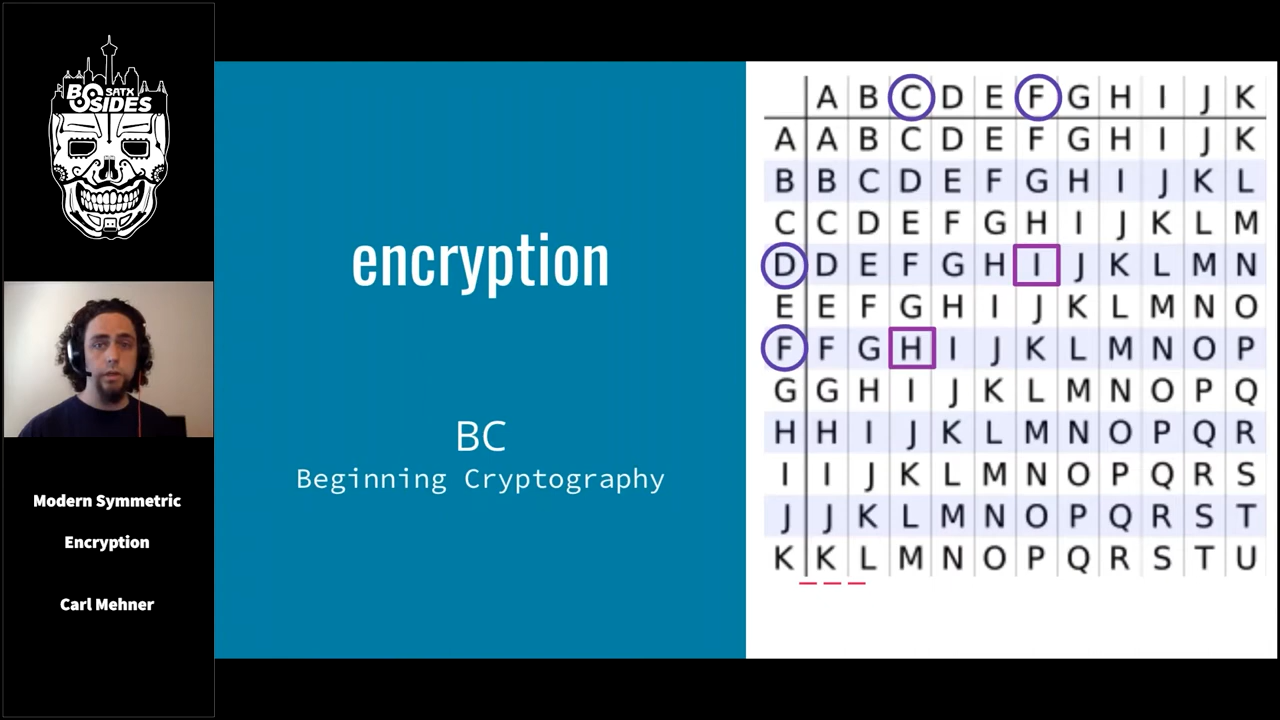 BSIDES
SATX
Modern Symmetric
Encryption
Carl Mehner
encryption
BC
Beginning Cryptography
A B C D E F G H I J K
A A B C D E F G H I J K
B B C D E F G H I J K L
C C D E F G H I J K L M
D D E F G H I J K L M N
E E F G H I J K L M N O
F F G H I J K L M N O P
G G H I J K L M N O P Q
H H I J K L M N O P Q R
I I J K L M N O P Q R S
J J K L M N O P Q R S T
K K L M N O P Q R S T U